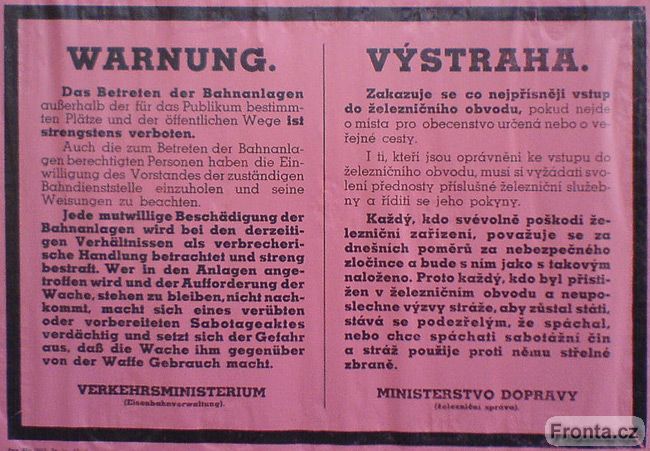 WARNUNG.
Das Betreten der Bahnanlagen
außerhalb der für das Publikum bestimm-
ten Plätze und der öffentlichen Wege ist
strengstens verboten.
Auch die zum Betreten der Bahnanla-
gen berechtigten Personen haben die Ein-
willigung des Vorstandes der zuständigen
Bahndienststelle einzuholen und seine
Weisungen zu beachten.
Jede mutwillige Beschädigung der
Bahnanlagen wird bei den derzeiti-
gen Verhältnissen als verbrecheri-
sche Handlung betrachtet und streng
bestraft. Wer in den Anlagen ange-
troffen wird und der Aufforderung der
Wache, stehen zu bleiben, nicht nach-
kommt, macht sich eines verübten
oder vorbereiteten Sabotageaktes
verdächtig und setzt sich der Gefahr
aus, daß die Wache ihm gegenüber
von der Waffe Gebrauch macht.
VERKEHRSMINISTERIUM
(Eisenbahnverwaltung).
VÝSTRAHA.
Zakazuje se co nejpřísněji vstup
do železničního obvodu, pokud nejde
o místa pro obecenstvo určená nebo o ve-
řejné cesty.
I ti, kteří jsou oprávněni ke vstupu do
železničního obvodu, musí si vyžádati svo-
lení přednosty příslušné železniční služeb-
ny a říditi se jeho pokyny.
Každý, kdo svévolně poškodí že-
lezniční zařízení, považuje se za
dnešních poměrů za nebezpečného
zločince a bude s ním jako s takovým
naloženo. Proto každý, kdo byl přisti-
žen v železničním obvodu a neupo-
slechne výzvy stráže, aby zůstal státi,
stává se podezřelým, že spáchal,
nebo chce spáchati sabotážní čin
a stráž použije proti němu střelné
zbraně.
MINISTERSTVO DOPRAVY
(železniční správa).
Fronta.cz